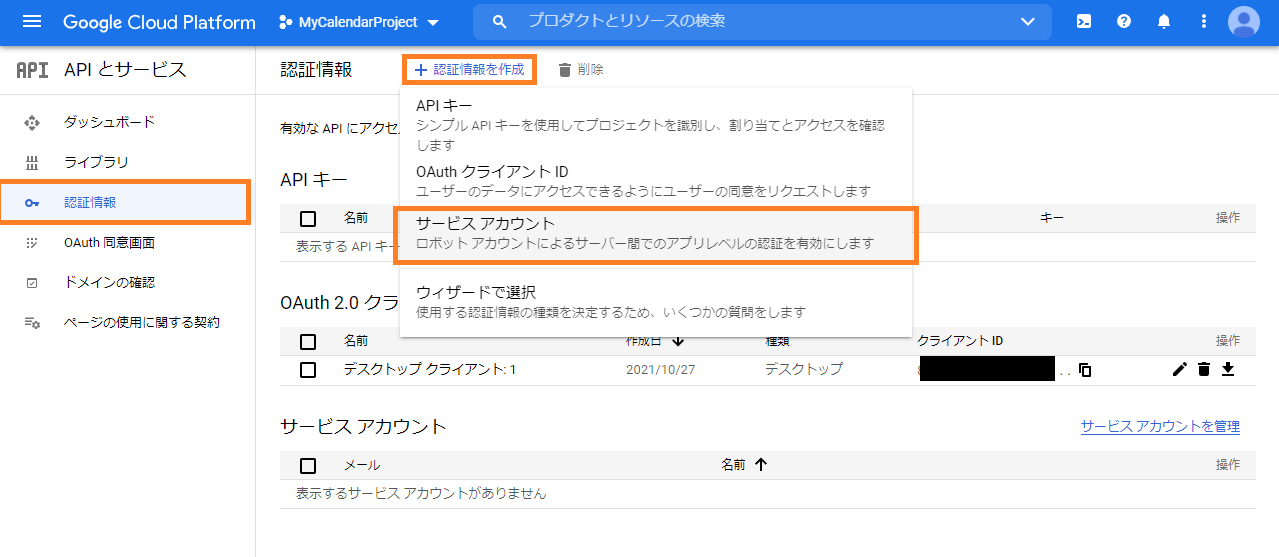 Google Cloud Platform MyCalendarProject プロダクトとリソースの検索
API API とサービス 認証情報 + 認証情報を作成 削除
ダッシュボード
ライブラリ
認証情報
OAuth 同意画面
ドメインの確認
ページの使用に関する契約
有効な API にアクセ
API キー
シンプル API キーを使用してプロジェクトを識別し、割り当てとアクセスを確認
します
OAuth クライアント ID
ユーザーのデータにアクセスできるようにユーザーの同意をリクエストします
サービス アカウント
ロボット アカウントによるサーバー間でのアプリレベルの認証を有効にします
ウィザードで選択
使用する認証情報の種類を決定するため、いくつかの質問をします
API キー
名前 キー 操作
表示する API キー
OAuth 2.0 クラ
名前 作成日 種類 クライアント ID 操作
デスクトップ クライアント: 1 2021/10/27 デスクトップ ..
サービス アカウント サービス アカウントを管理
メール 名前 操作
表示するサービス アカウントがありません